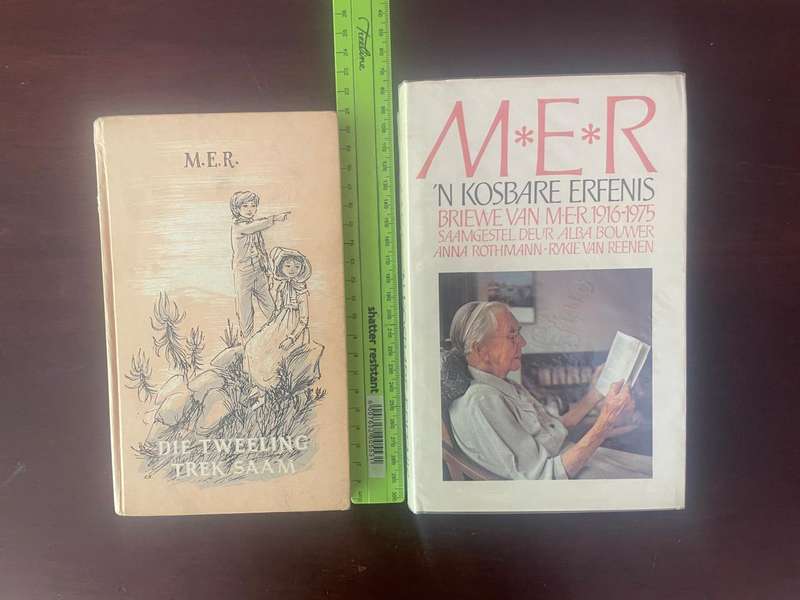 M.E.R.
DIE TWEELING
TREK SAAM
Treeline
shatter resistant
M*E*R
'N KOSBARE ERFENIS
BRIEWE VAN M·E·R 1916-1975
SAAMGESTEL DEUR ALBA BOUWER
ANNA ROTHMANN-RYKIE VAN REENEN